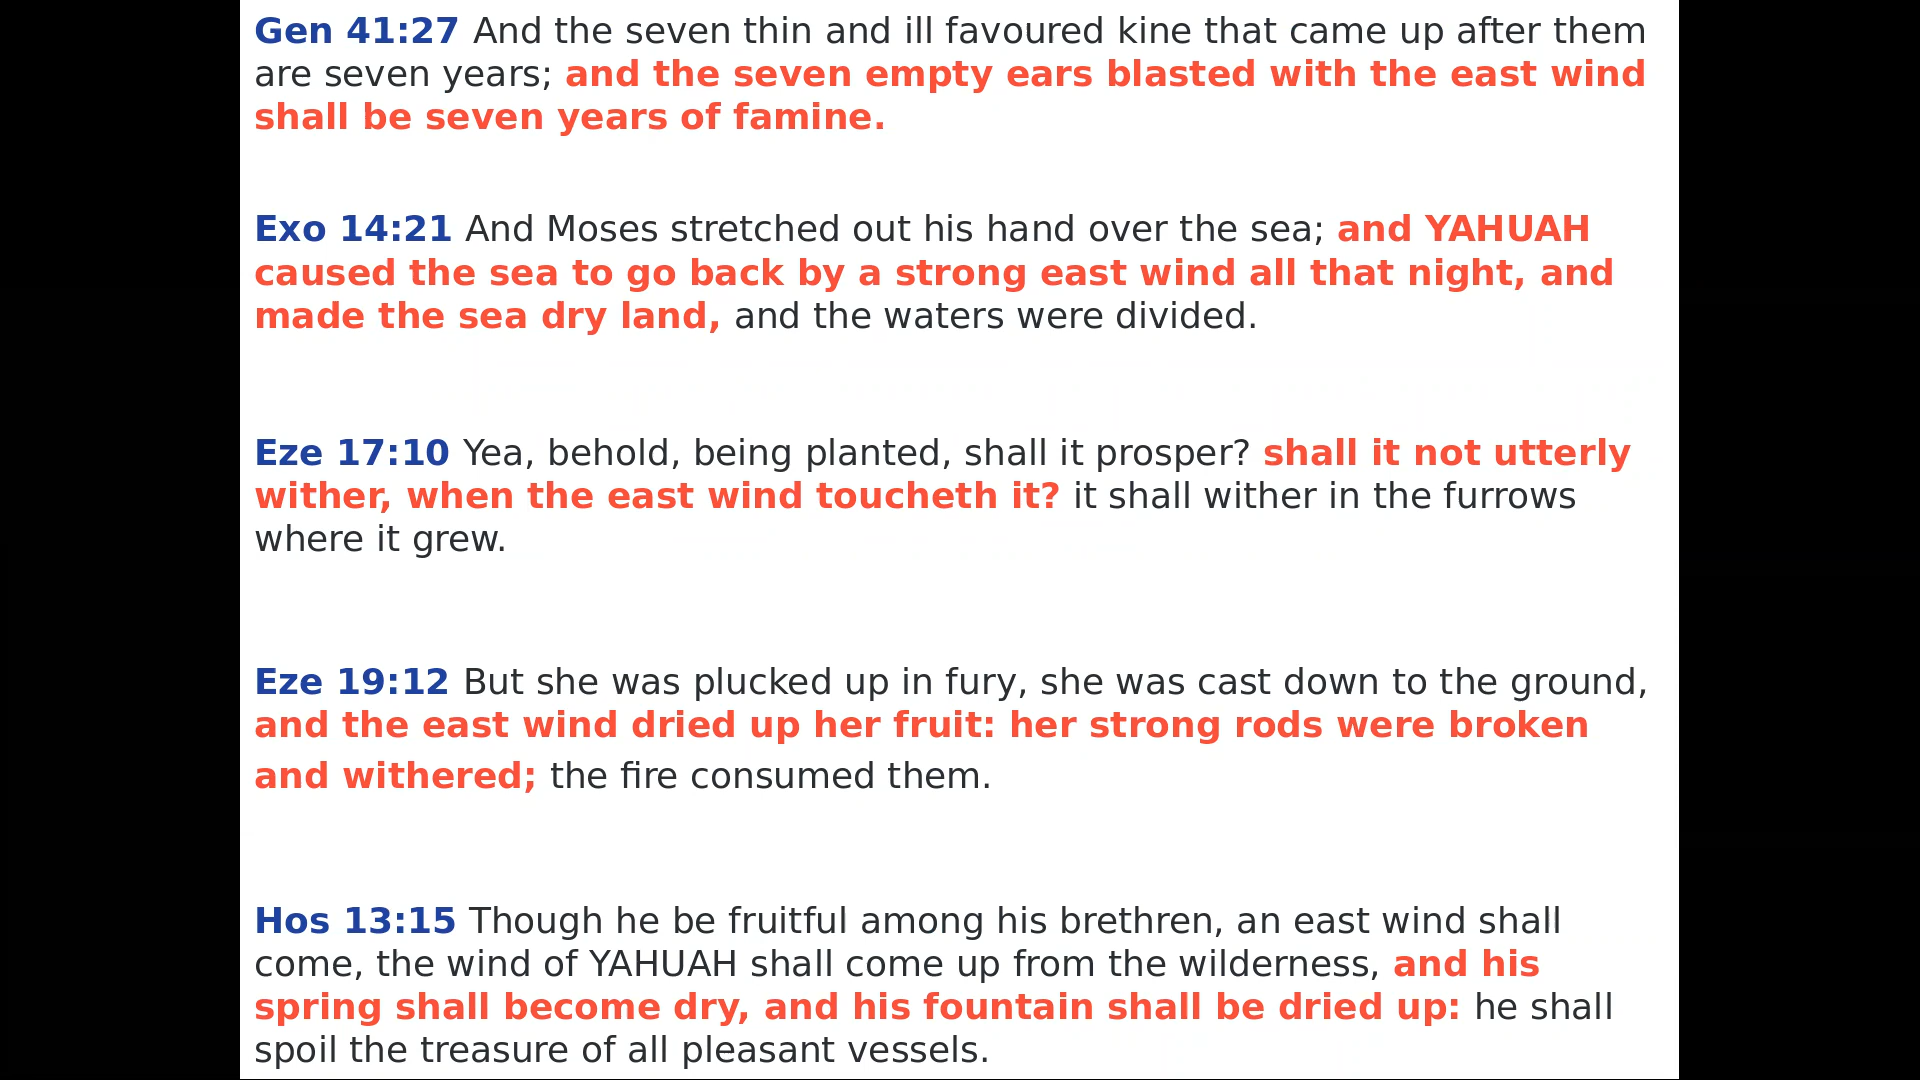 Gen 41:27 And the seven thin and ill favoured kine that came up after them
are seven years; and the seven empty ears blasted with the east wind
shall be seven years of famine.
Exo 14:21 And Moses stretched out his hand over the sea; and YAHUAH
caused the sea to go back by a strong east wind all that night, and
made the sea dry land, and the waters were divided.
Eze 17:10 Yea, behold, being planted, shall it prosper? shall it not utterly
wither, when the east wind toucheth it? it shall wither in the furrows
where it grew.
Eze 19:12 But she was plucked up in fury, she was cast down to the ground,
and the east wind dried up her fruit: her strong rods were broken
and withered; the fire consumed them.
Hos 13:15 Though he be fruitful among his brethren, an east wind shall
come, the wind of YAHUAH shall come up from the wilderness, and his
spring shall become dry, and his fountain shall be dried up: he shall
spoil the treasure of all pleasant vessels.